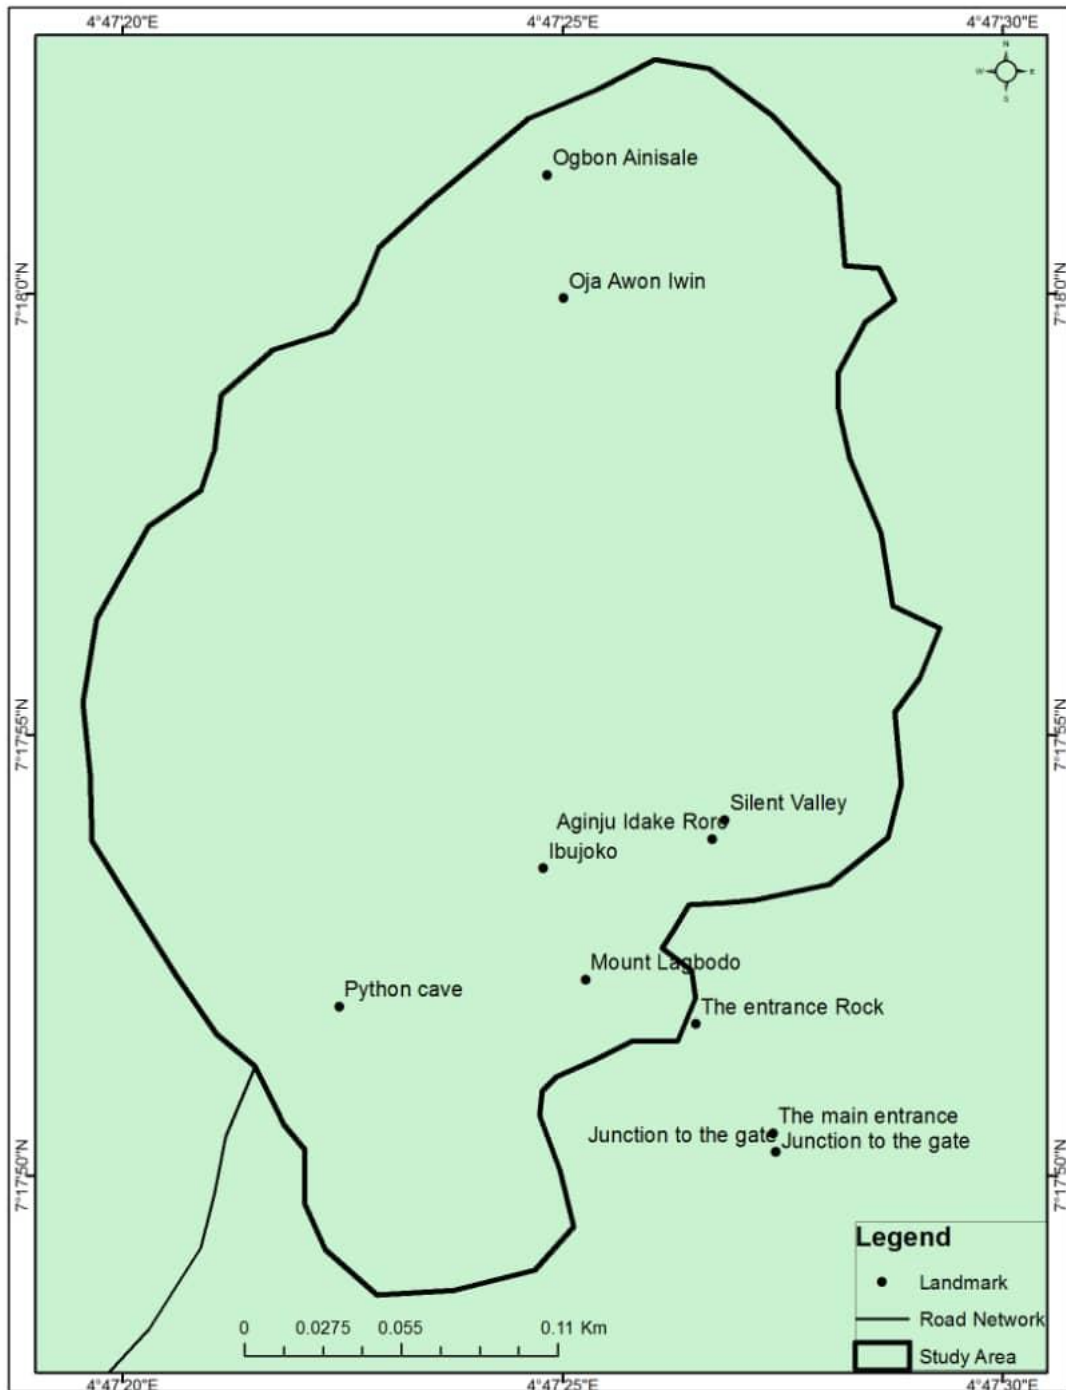 4°47'20"E 4°47'25"E 4°47'30"E
N
W E
S
Ogbon Ainisale
Oja Awon Iwin
7°18'0"N 7°18'0"N
7°17'55"N 7°17'55"N
Silent Valley
Aginju Idake Roro
Ibujoko
Mount Lagbodo
Python cave
The entrance Rock
The main entrance
Junction to the gate
Junction to the gate
7°17'50"N 7°17'50"N
Legend
Landmark
Road Network
Study Area
0 0.0275 0.055 0.11 Km
4°47'20"E 4°47'25"E 4°47'30"E